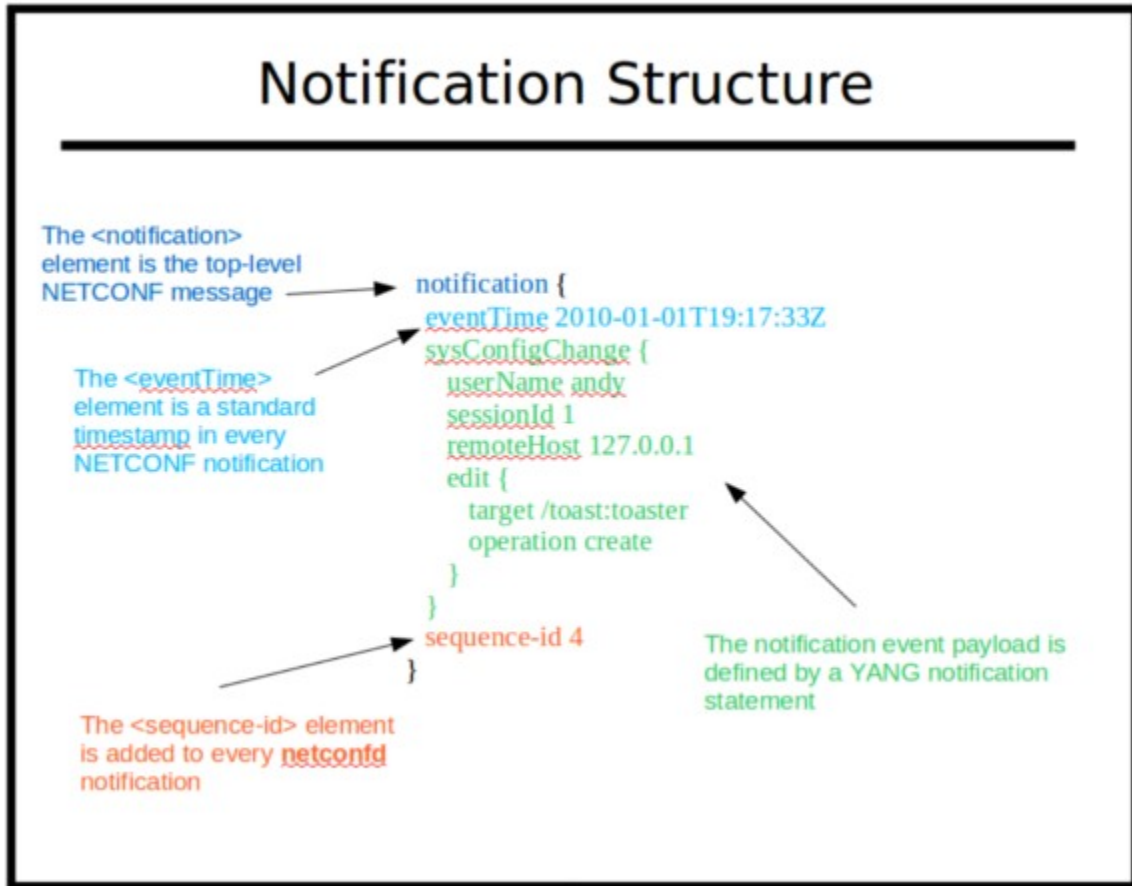 Notification Structure
The <notification>
element is the top-level
NETCONF message
notification {
eventTime 2010-01-01T19:17:33Z
sysConfigChange {
userName andy
sessionId 1
remoteHost 127.0.0.1
edit {
target /toast:toaster
operation create
}
}
sequence-id 4
}
The <eventTime>
element is a standard
timestamp in every
NETCONF notification
The notification event payload is
defined by a YANG notification
statement
The <sequence-id> element
is added to every netconfd
notification